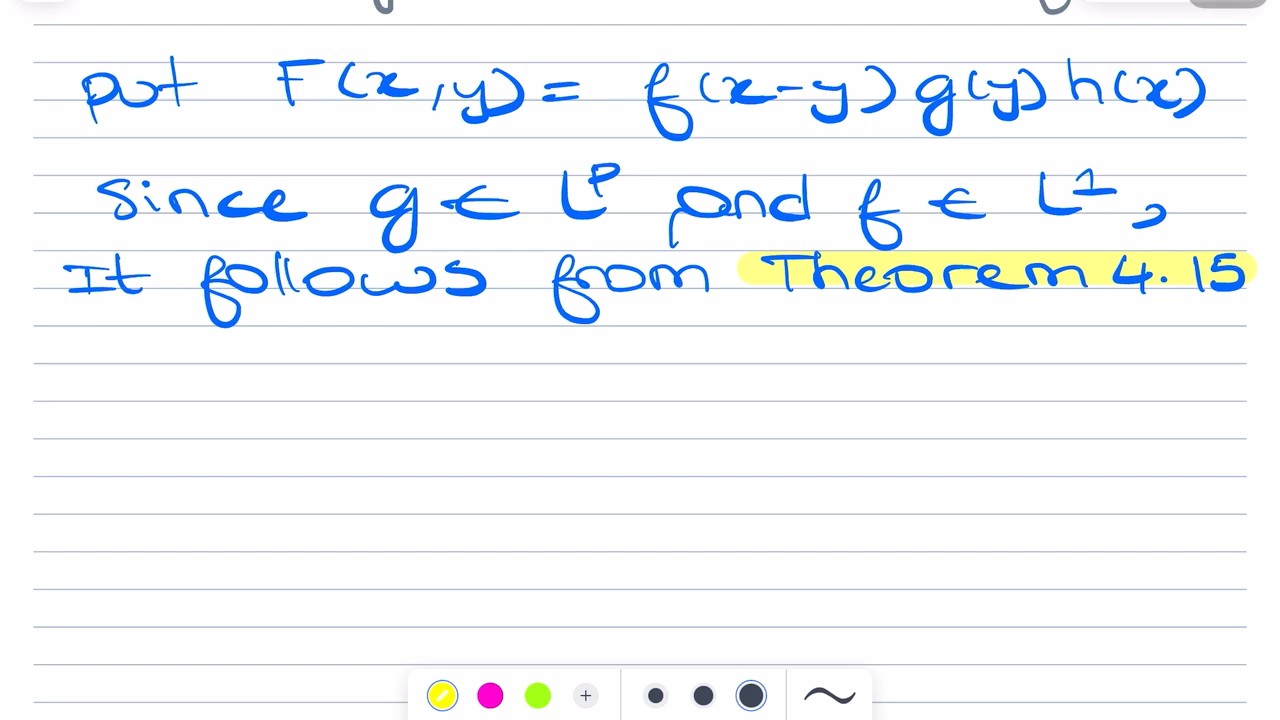 put F(x,y) = f(x-y)g(y)h(x)
Since g ∈ L^p and f ∈ L^1,
It follows from Theorem 4.15